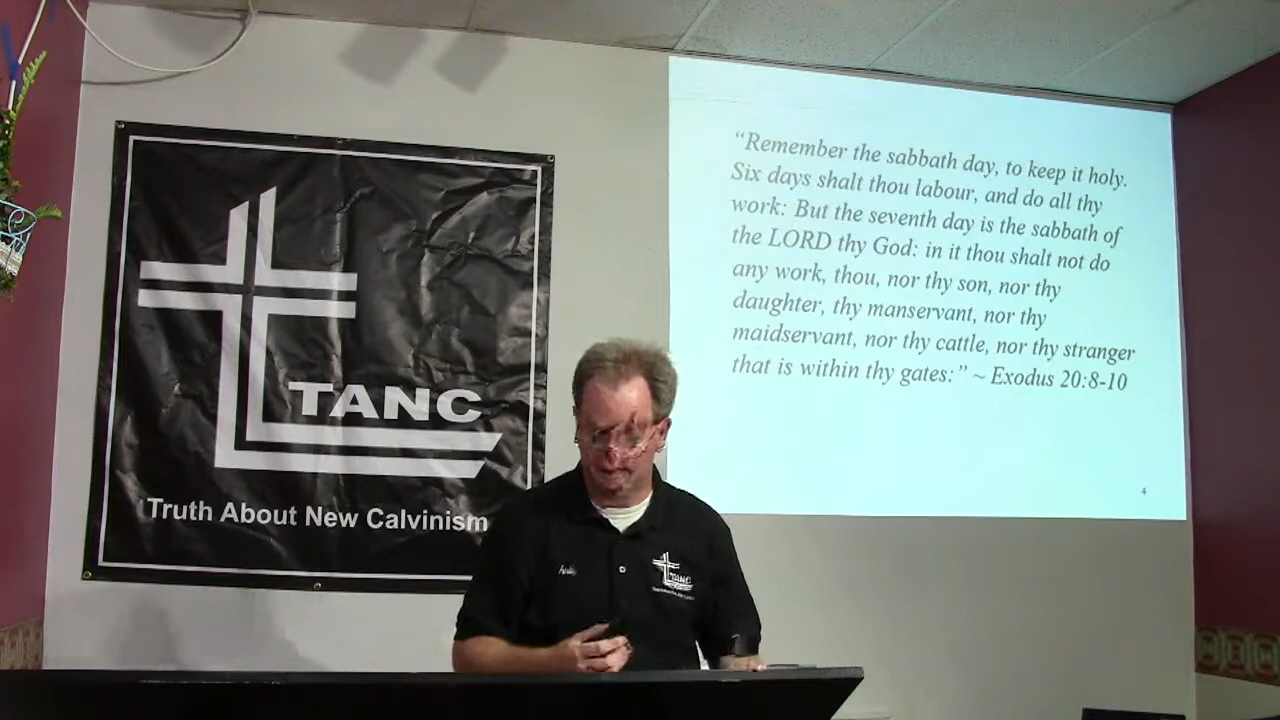 TANC
Truth About New Calvinism
“Remember the sabbath day, to keep it holy.
Six days shalt thou labour, and do all thy
work: But the seventh day is the sabbath of
the LORD thy God: in it thou shalt not do
any work, thou, nor thy son, nor thy
daughter, thy manservant, nor thy
maidservant, nor thy cattle, nor thy stranger
that is within thy gates:” ~ Exodus 20:8-10
4
Andy
TANC